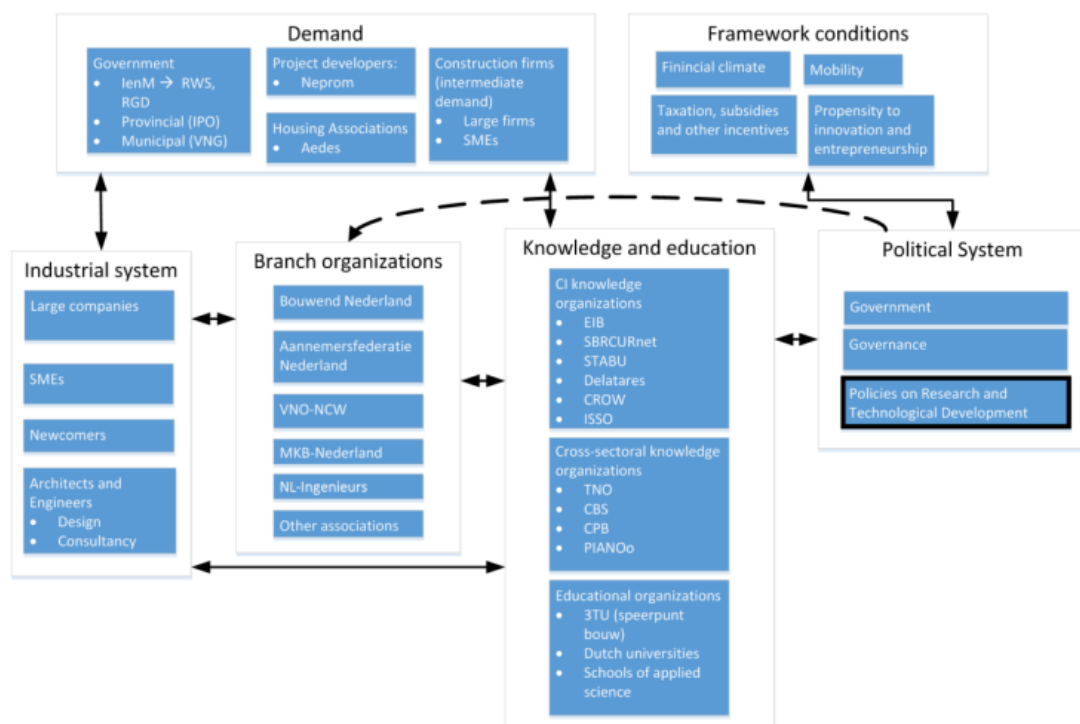 Demand
Government
• IenM → RWS,
RGD
• Provincial (IPO)
• Municipal (VNG)
Project developers:
• Neprom
Housing Associations
• Aedes
Construction firms
(intermediate
demand)
• Large firms
• SMEs
Framework conditions
Finincial climate
Mobility
Taxation, subsidies
and other incentives
Propensity to
innovation and
entrepreneurship
Industrial system
Large companies
SMEs
Newcomers
Architects and
Engineers
• Design
• Consultancy
Branch organizations
Bouwend Nederland
Aannemersfederatie
Nederland
VNO-NCW
MKB-Nederland
NL-Ingenieurs
Other associations
Knowledge and education
CI knowledge
organizations
• EIB
• SBRCURnet
• STABU
• Delatares
• CROW
• ISSO
Cross-sectoral knowledge
organizations
• TNO
• CBS
• CPB
• PIANOo
Educational organizations
• 3TU (speerpunt
bouw)
• Dutch universities
• Schools of applied
science
Political System
Government
Governance
Policies on Research and
Technological Development